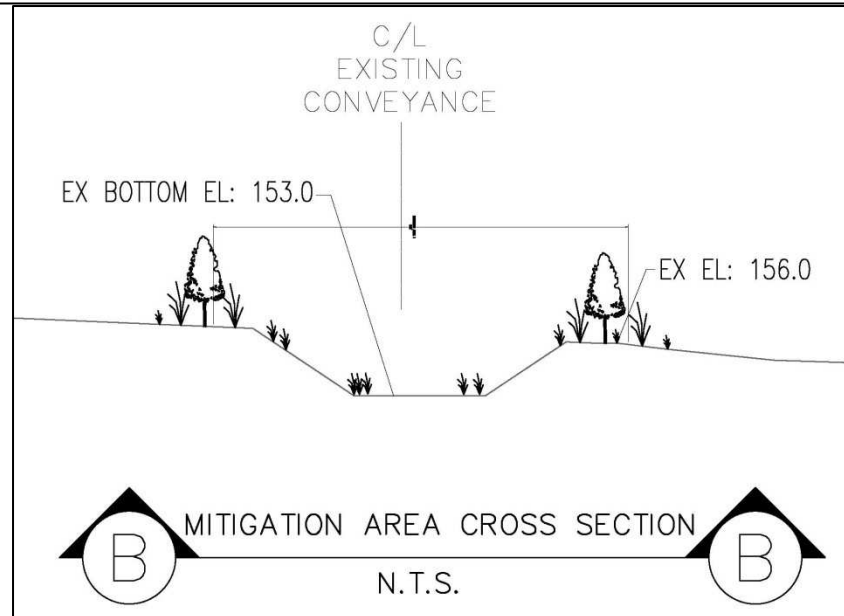 C/L
EXISTING
CONVEYANCE
EX BOTTOM EL: 153.0
EX EL: 156.0
B
MITIGATION AREA CROSS SECTION
B
N.T.S.